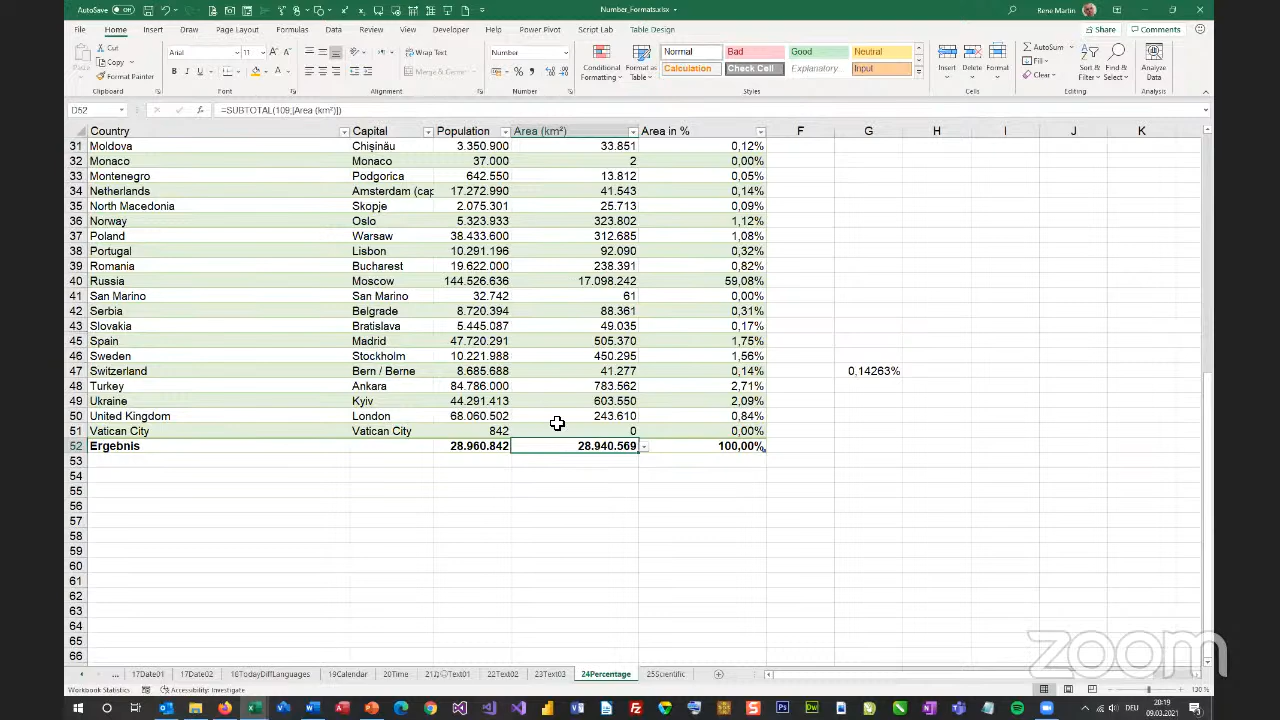 AutoSave Off
Number_Formats.xlsx
Rene Martin
File Home Insert Draw Page Layout Formulas Data Review View Developer Help Power Pivot Script Lab Table Design
Share Comments
Cut
Copy
Format Painter
Paste
Clipboard
Arial 11
Font
Wrap Text
Merge & Center
Alignment
Number
Number
Conditional Formatting
Format as Table
Normal Bad Good Neutral
Calculation Check Cell Explanatory... Input
Styles
Insert Delete Format
Cells
AutoSum
Fill
Clear
Sort & Filter
Find & Select
Editing
Analyze Data
Analysis
D52 =SUBTOTAL(109;[Area (km²)])
Country Capital Population Area (km²) Area in % F G H I J K
31 Moldova Chișinău 3.350.900 33.851 0,12%
32 Monaco Monaco 37.000 2 0,00%
33 Montenegro Podgorica 642.550 13.812 0,05%
34 Netherlands Amsterdam (cap 17.272.990 41.543 0,14%
35 North Macedonia Skopje 2.075.301 25.713 0,09%
36 Norway Oslo 5.323.933 323.802 1,12%
37 Poland Warsaw 38.433.600 312.685 1,08%
38 Portugal Lisbon 10.291.196 92.090 0,32%
39 Romania Bucharest 19.622.000 238.391 0,82%
40 Russia Moscow 144.526.636 17.098.242 59,08%
41 San Marino San Marino 32.742 61 0,00%
42 Serbia Belgrade 8.720.394 88.361 0,31%
43 Slovakia Bratislava 5.445.087 49.035 0,17%
45 Spain Madrid 47.720.291 505.370 1,75%
46 Sweden Stockholm 10.221.988 450.295 1,56%
47 Switzerland Bern / Berne 8.685.688 41.277 0,14% 0,14263%
48 Turkey Ankara 84.786.000 783.562 2,71%
49 Ukraine Kyiv 44.291.413 603.550 2,09%
50 United Kingdom London 68.060.502 243.610 0,84%
51 Vatican City Vatican City 842 0 0,00%
52 Ergebnis 28.960.842 28.940.569 100,00%
53
54
55
56
57
58
59
60
61
62
63
64
65
66
zoom
... 17Date01 17Date02 18TodayDiffLanguages 19Calendar 20Time 22Text02 23Text03 24Percentage 25Scientific
Workbook Statistics Accessibility: Investigate 130 %
DEU 20:19
09.03.2021